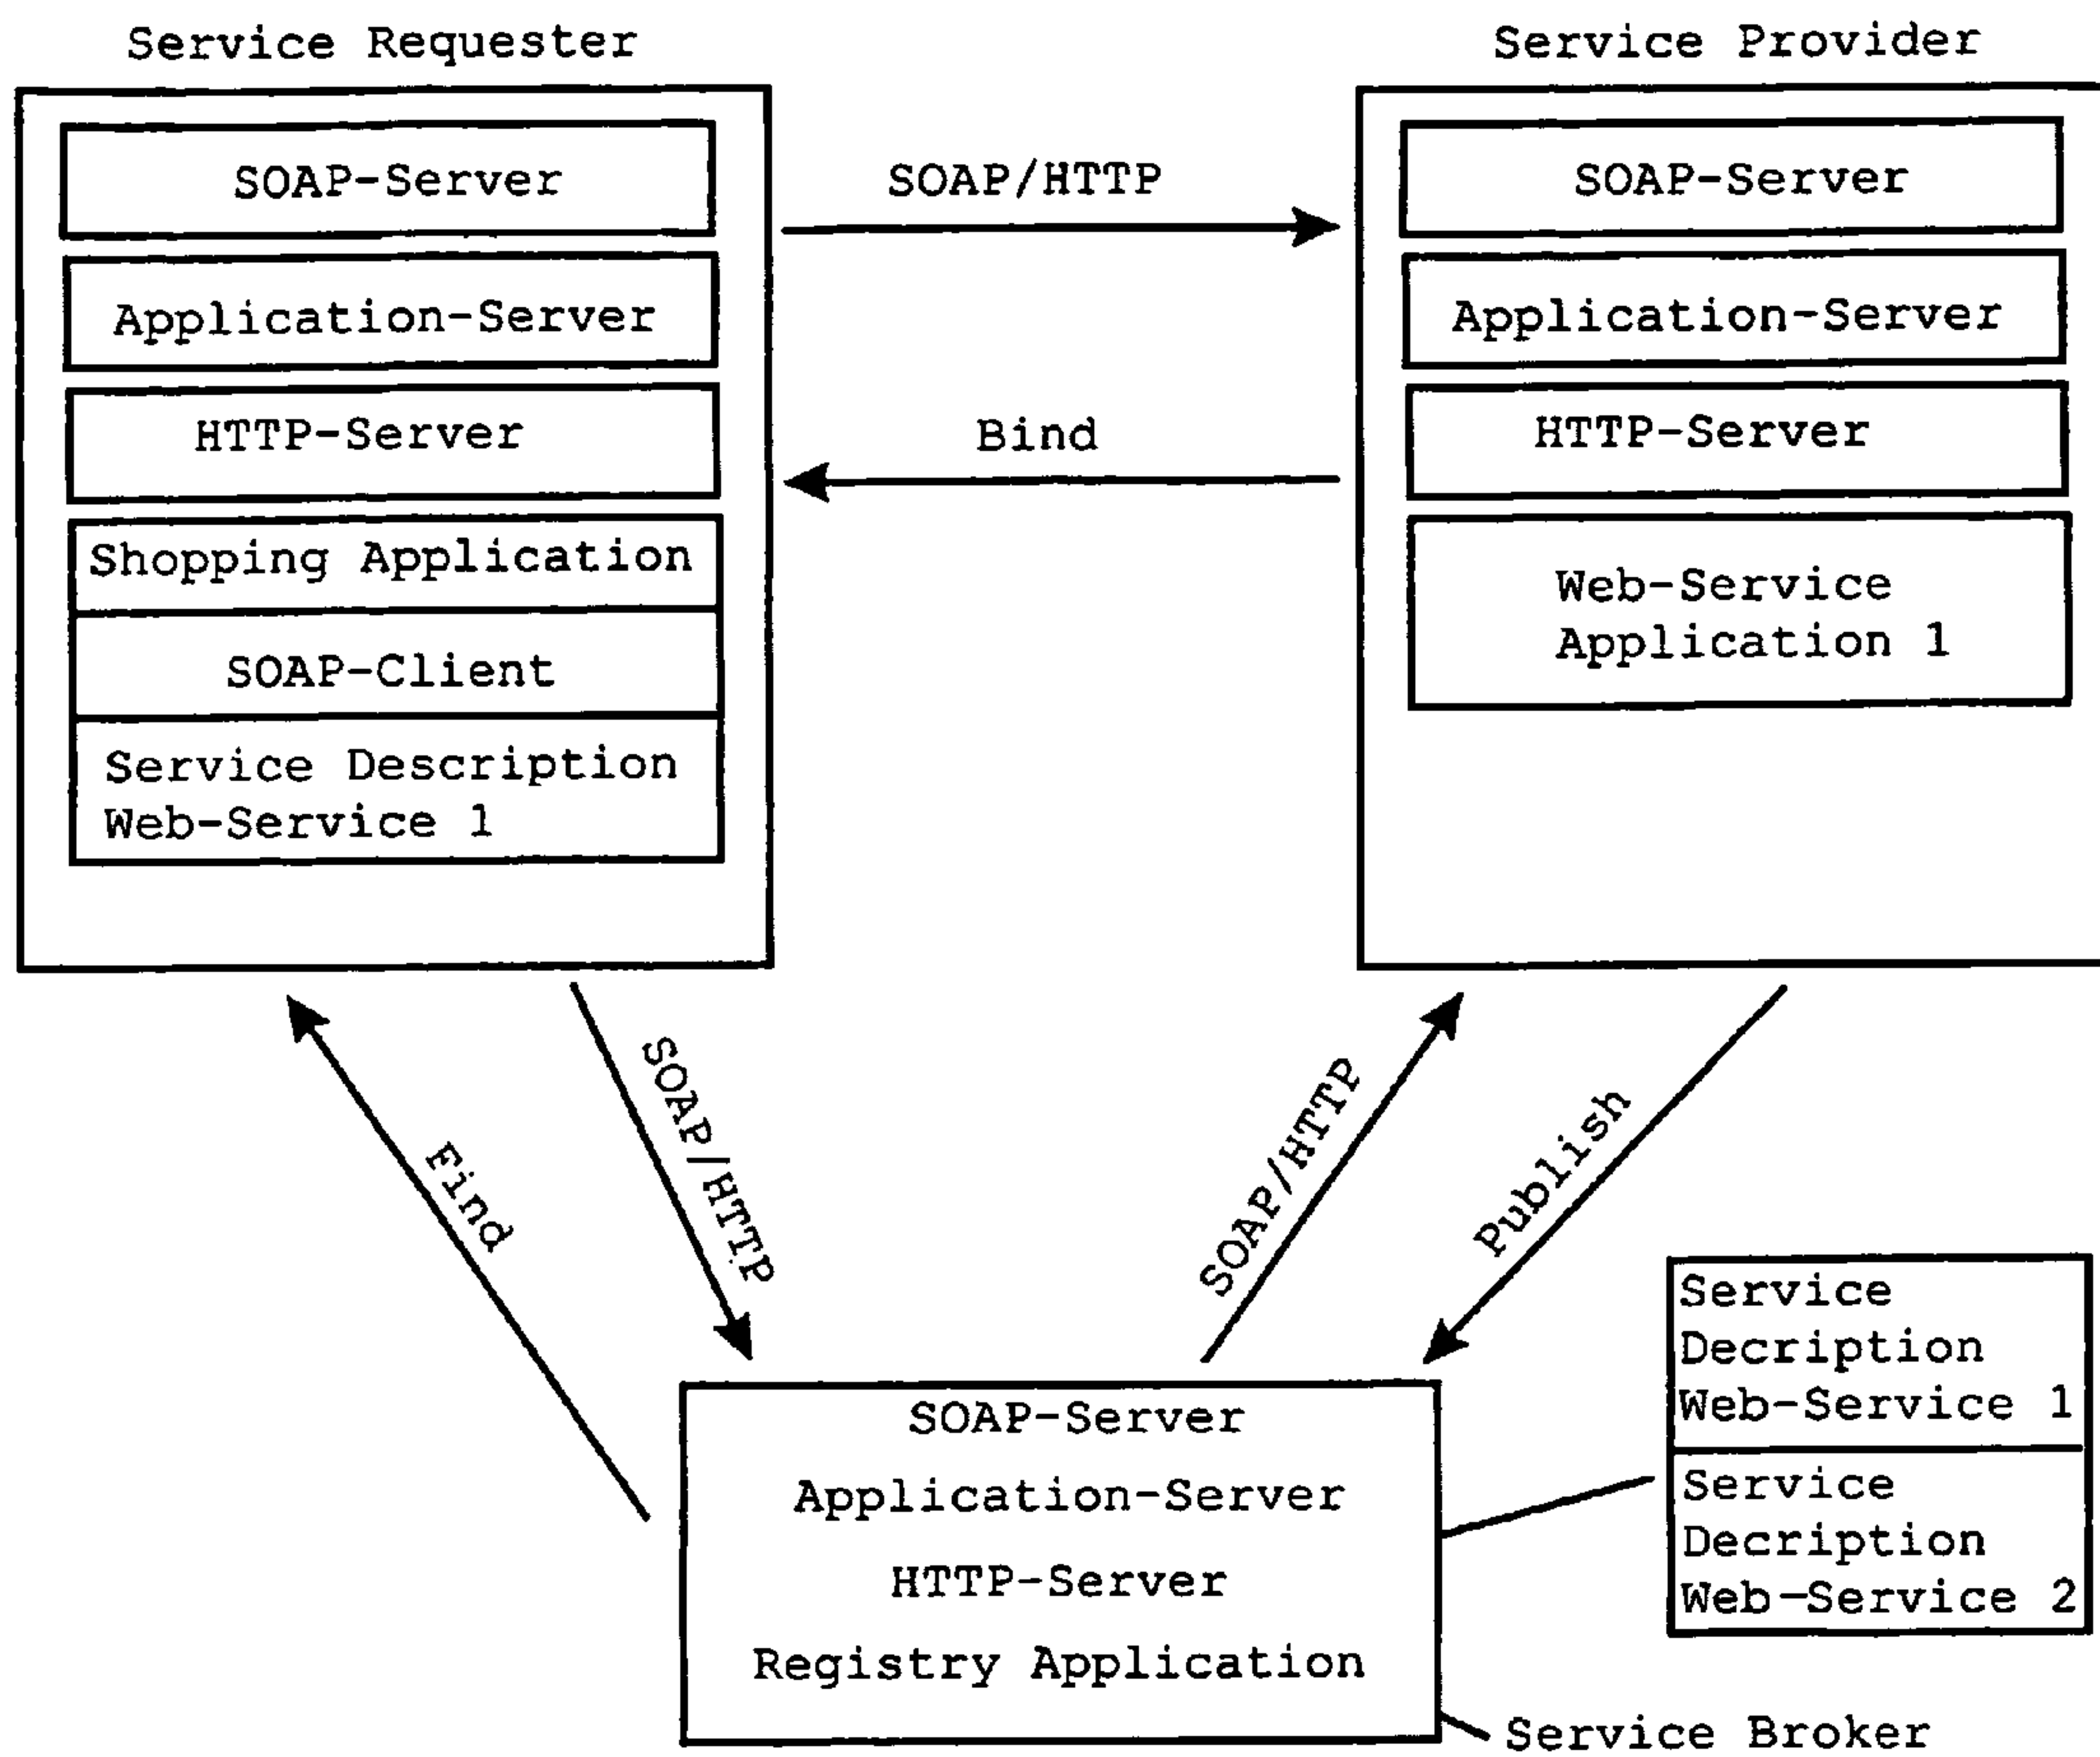 Service Requester
SOAP-Server
Application-Server
HTTP-Server
Shopping Application
SOAP-Client
Service Description
Web-Service 1
SOAP/HTTP
Bind
Service Provider
SOAP-Server
Application-Server
HTTP-Server
Web-Service
Application 1
Find
SOAP/HTTP
SOAP/HTTP
Publish
SOAP-Server
Application-Server
HTTP-Server
Registry Application
Service
Decription
Web-Service 1
Service
Decription
Web-Service 2
Service Broker